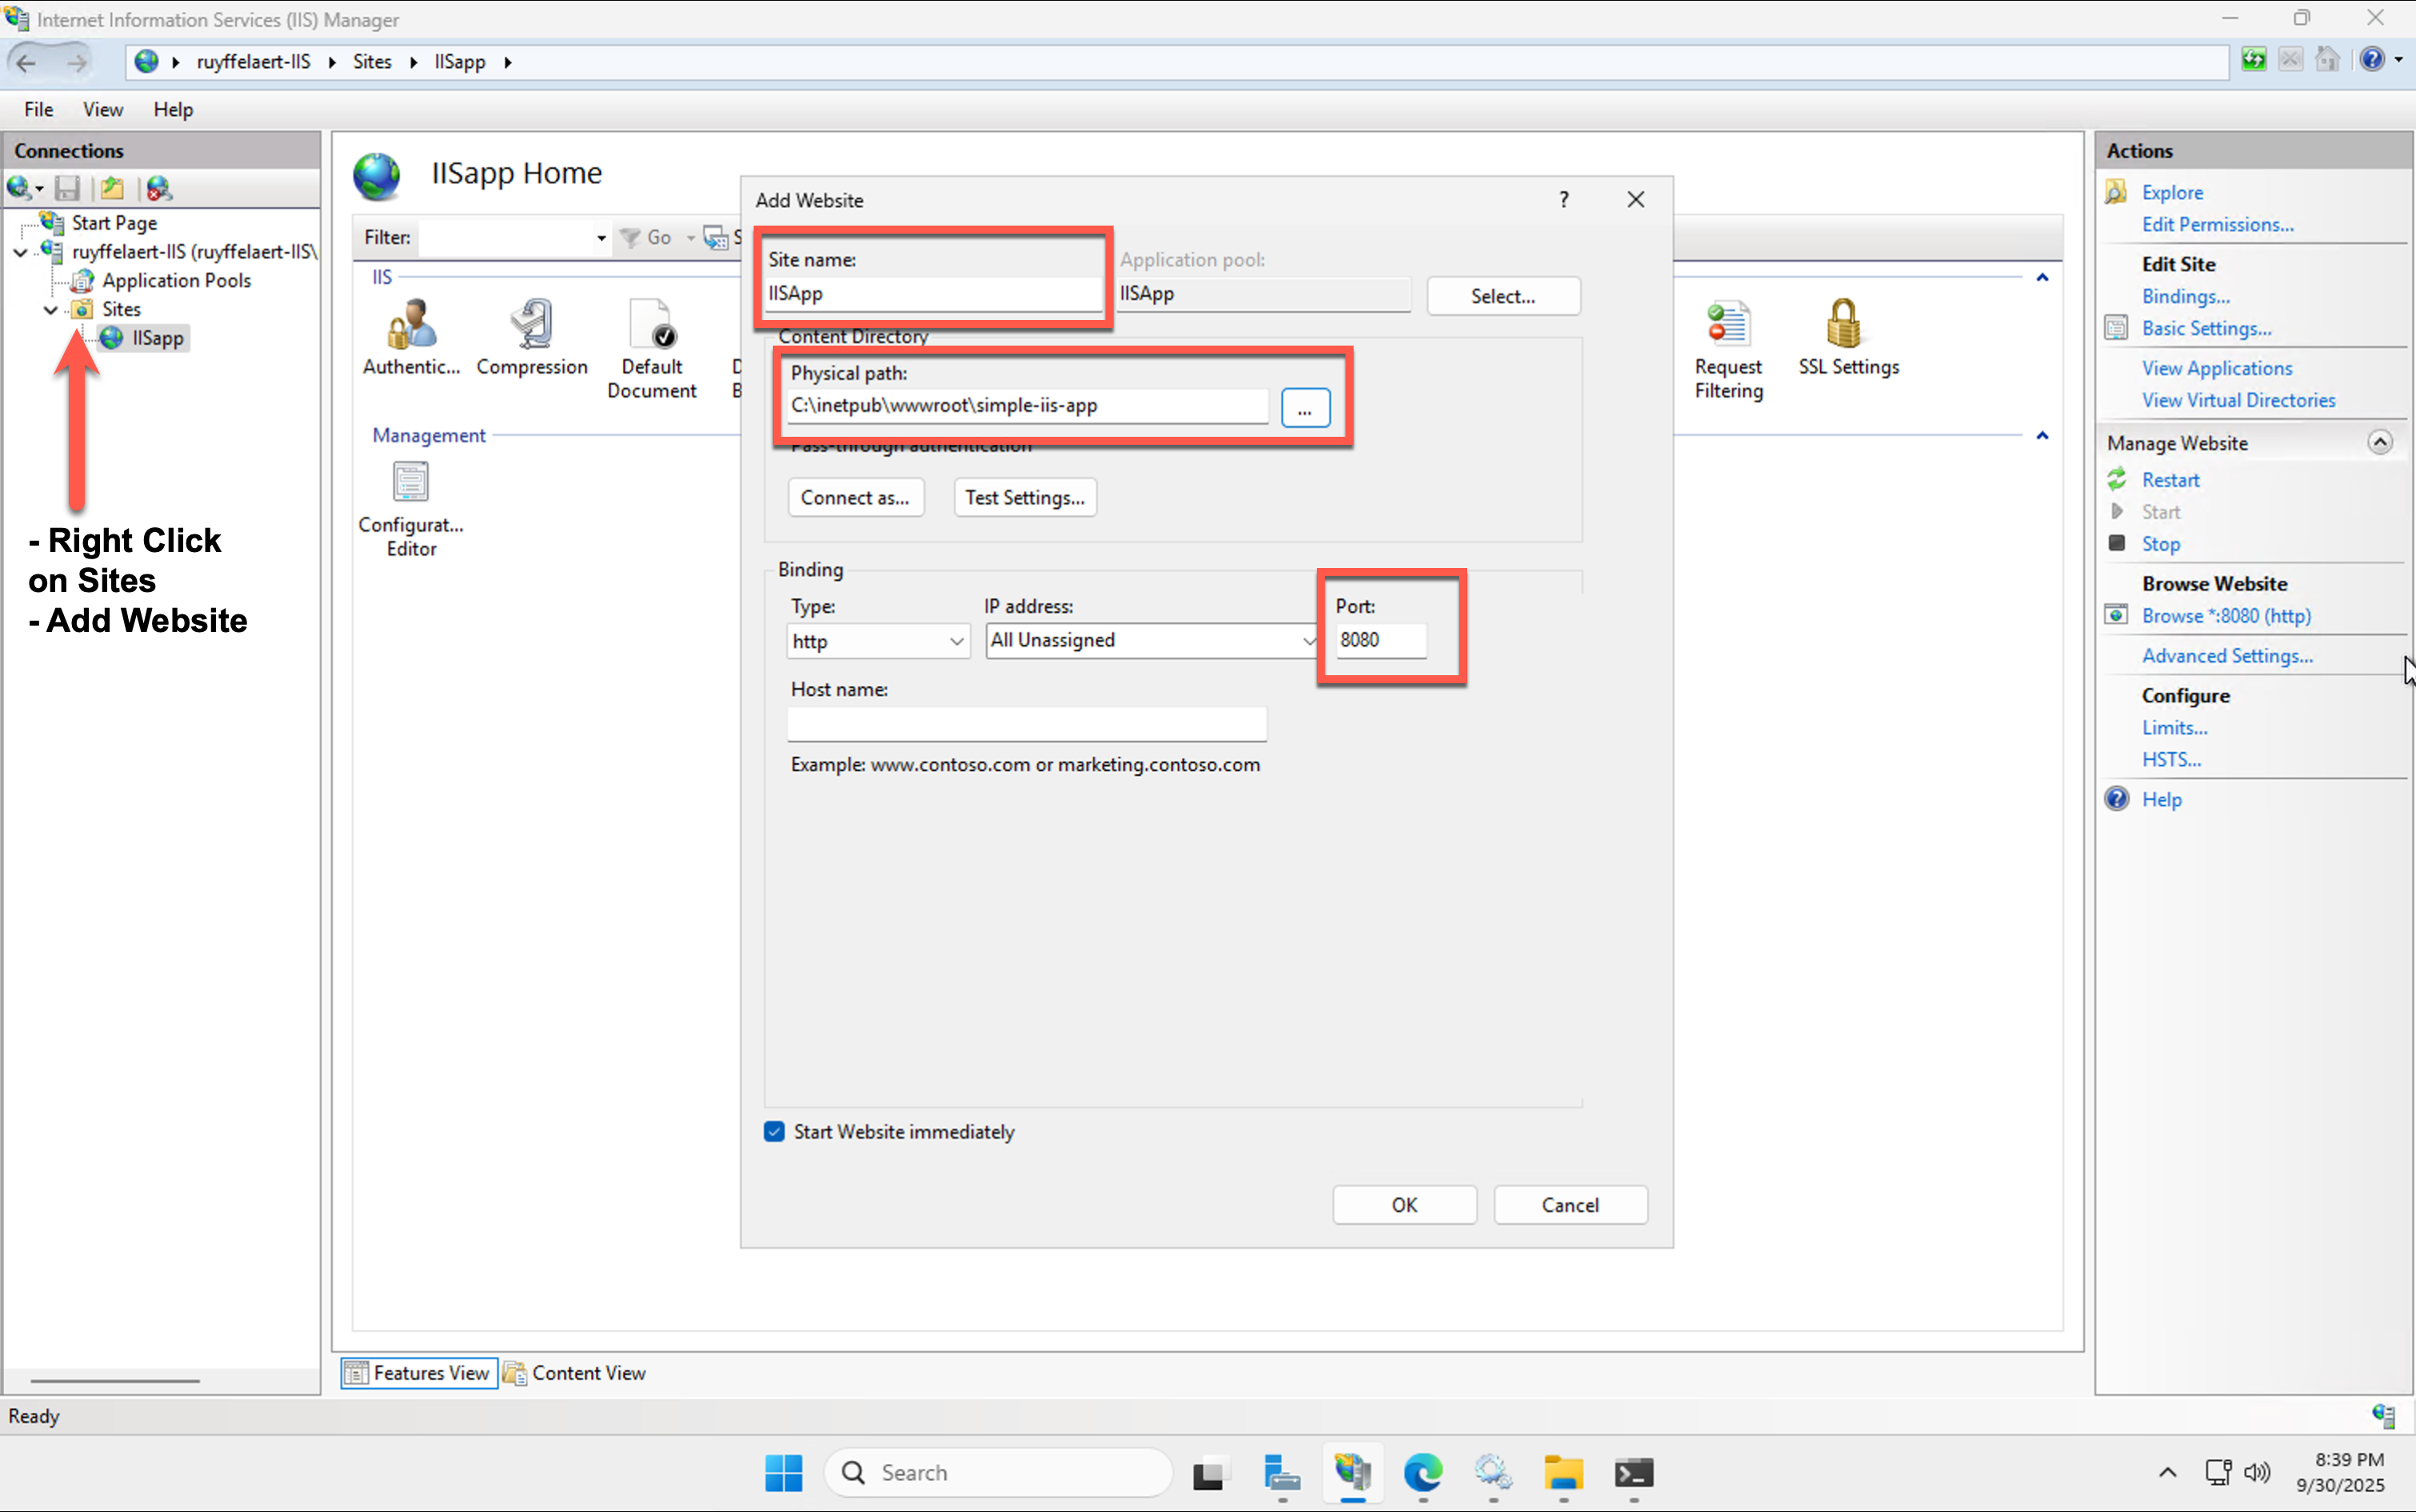 Internet Information Services (IIS) Manager
ruyffelaert-IIS Sites IISapp
File View Help
Connections
Start Page
ruyffelaert-IIS (ruyffelaert-IIS\
Application Pools
Sites
IISapp
- Right Click
on Sites
- Add Website
IISapp Home
Filter: Go S
IIS
Authentic...
Compression
Default
Document
D
B
Request
Filtering
SSL Settings
Management
Configurat...
Editor
Add Website
?
Site name:
IISApp
Application pool:
IISApp
Select...
Content Directory
Physical path:
C:\inetpub\wwwroot\simple-iis-app
...
Pass-through authentication
Connect as...
Test Settings...
Binding
Type:
http
IP address:
All Unassigned
Port:
8080
Host name:
Example: www.contoso.com or marketing.contoso.com
Start Website immediately
OK
Cancel
Features View
Content View
Actions
Explore
Edit Permissions...
Edit Site
Bindings...
Basic Settings...
View Applications
View Virtual Directories
Manage Website
Restart
Start
Stop
Browse Website
Browse *:8080 (http)
Advanced Settings...
Configure
Limits...
HSTS...
Help
Ready
Search
8:39 PM
9/30/2025